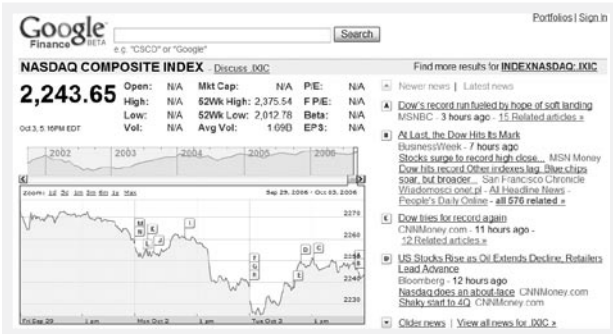 Portfolios | Sign In
Google
Finance BETA
Search
e.g. "CSCO" or "Google"
NASDAQ COMPOSITE INDEX - Discuss .IXIC
Find more results for INDEXNASDAQ: .IXIC
2,243.65
Oct 3, 5:16PM EDT
Open: N/A Mkt Cap: N/A P/E: N/A
High: N/A 52Wk High: 2,375.54 F P/E: N/A
Low: N/A 52Wk Low: 2,012.78 Beta: N/A
Vol: N/A Avg Vol: 1.69B EPS: N/A
2002 2003 2004 2005 2006
Zoom: 1d 5d 1m 3m 6m 1y Max
Sep 29, 2006 - Oct 03, 2006
2270
2260
2250
2240
2230
Fri Sep 29 1 am Mon Oct 2 1 am Tue Oct 3 1 am
Newer news | Latest news
A Dow's record run fueled by hope of soft landing
MSNBC - 3 hours ago - 15 Related articles »
B At Last, the Dow Hits Its Mark
BusinessWeek - 7 hours ago
Stocks surge to record high close... MSN Money
Dow hits record Other indexes lag. Blue chips
soar, but broader... San Francisco Chronicle
Wiadomosci onet.pl - All Headline News -
People's Daily Online - all 576 related »
C Dow tries for record again
CNNMoney.com - 11 hours ago -
12 Related articles »
D US Stocks Rise as Oil Extends Decline, Retailers
Lead Advance
Bloomberg - 12 hours ago
Nasdaq does an about-face CNNMoney.com
Shaky start to 4Q CNNMoney.com
Older news | View all news for .IXIC »